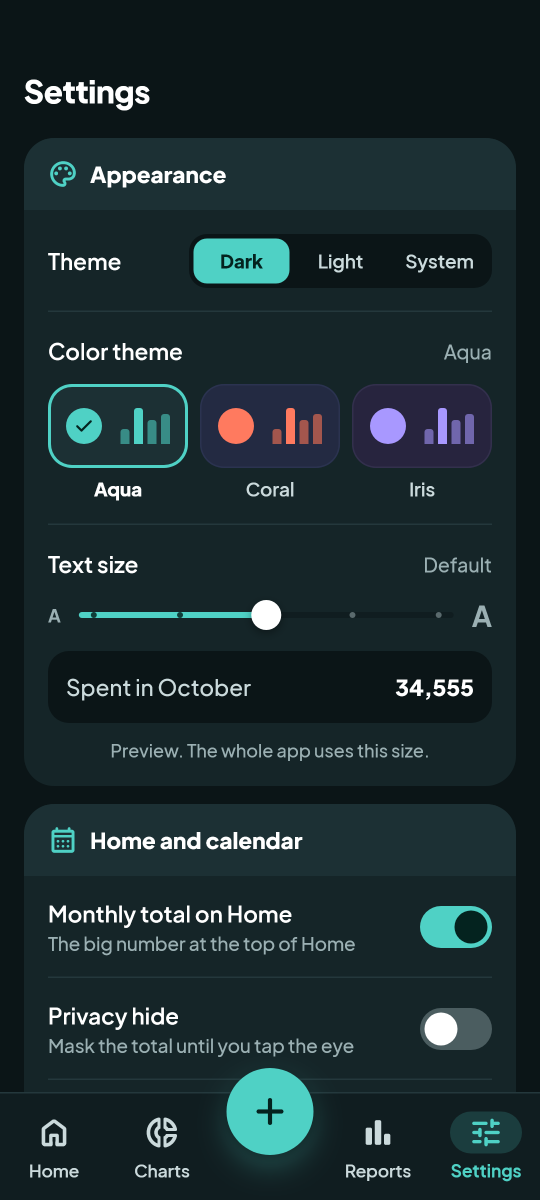 Settings
Appearance
Theme
Dark
Light
System
Color theme
Aqua
Aqua
Coral
Iris
Text size
Default
A
A
Spent in October
34,555
Preview. The whole app uses this size.
Home and calendar
Monthly total on Home
The big number at the top of Home
Privacy hide
Mask the total until you tap the eye
Home
Charts
Reports
Settings